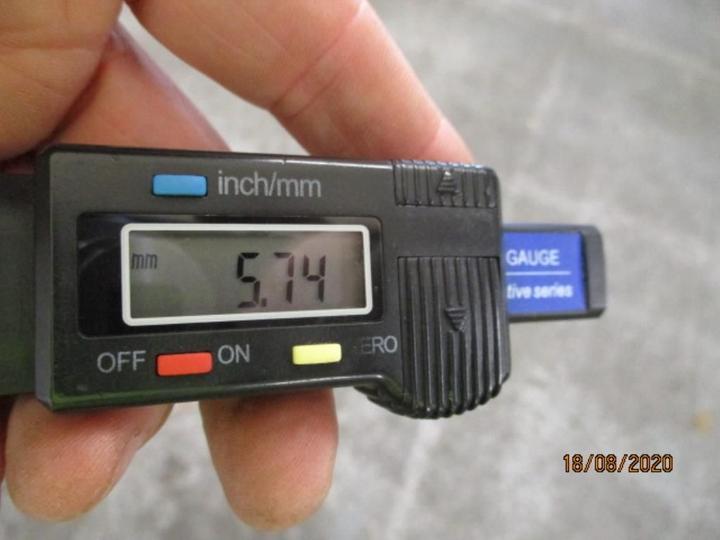 inch/mm
mm
5.74
OFF ON
ERO
GAUGE
tive series
18/08/2020